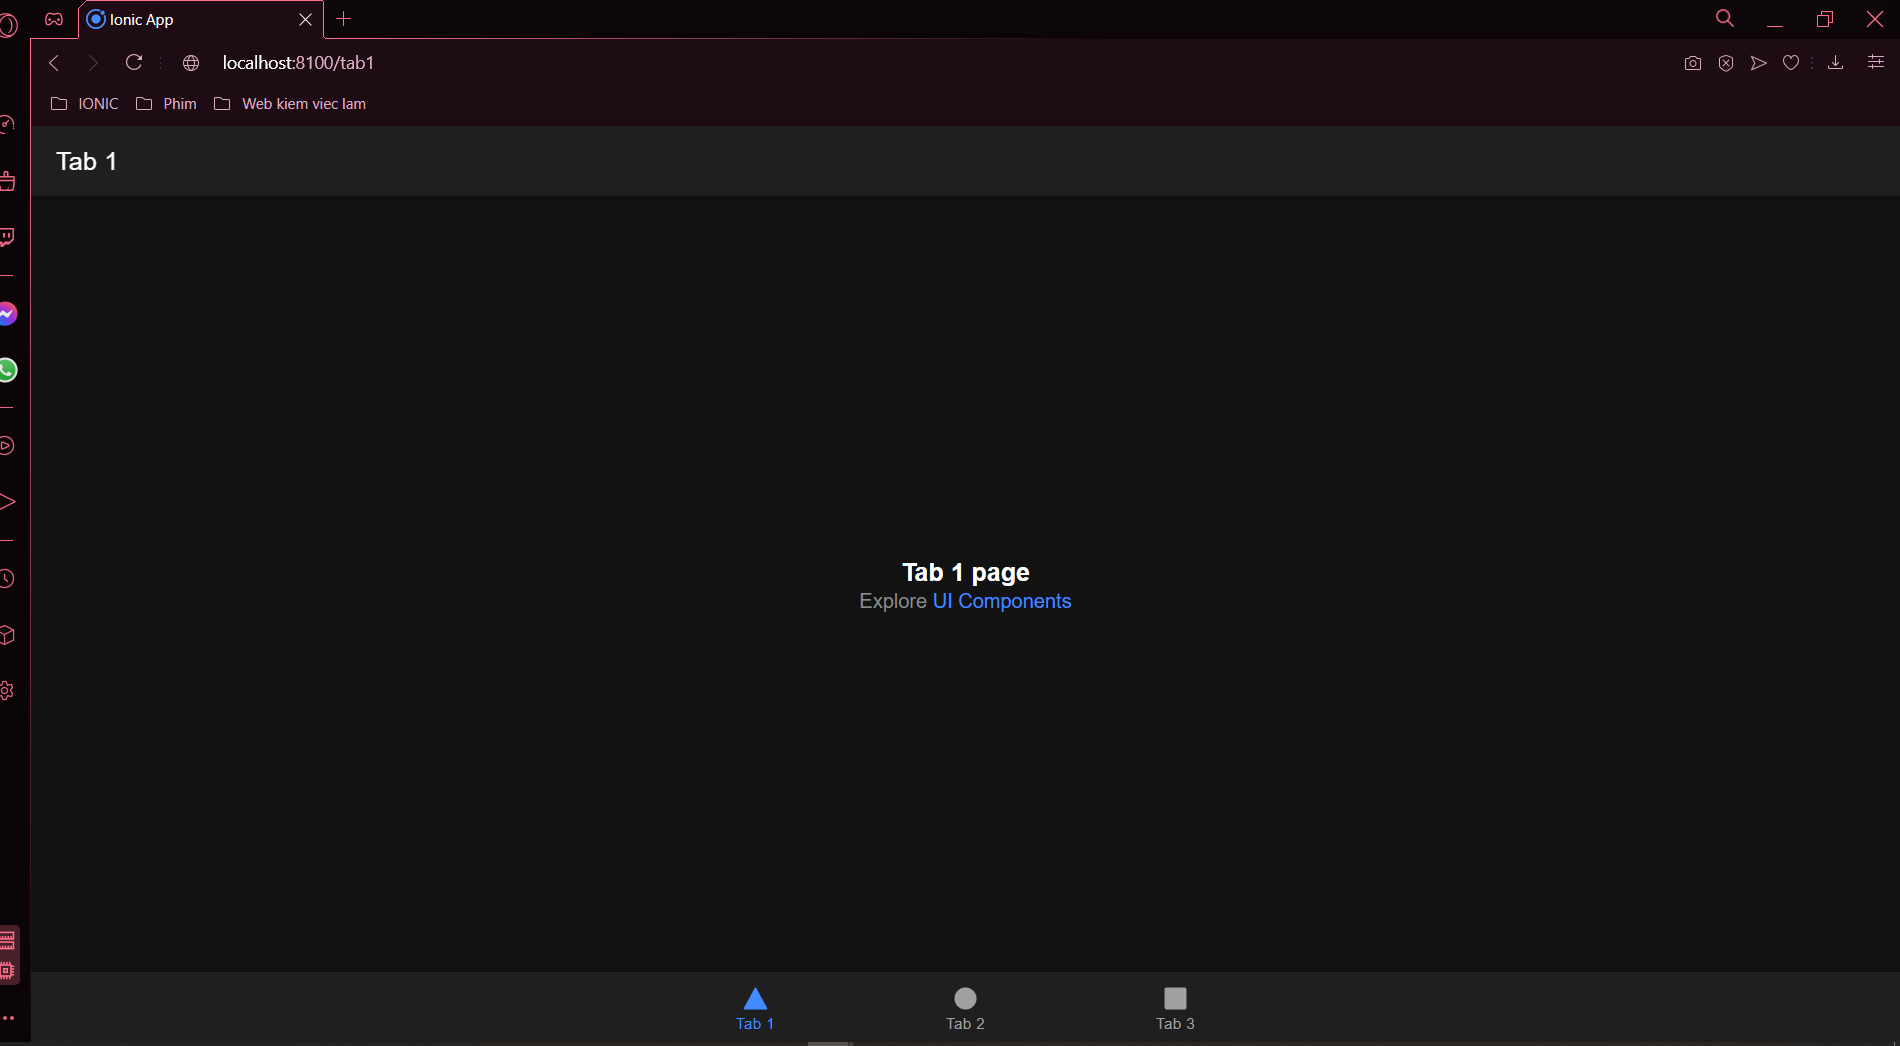 Ionic App
localhost:8100/tab1
IONIC Phim Web kiem viec lam
Tab 1
Tab 1 page
Explore UI Components
Tab 1 Tab 2 Tab 3